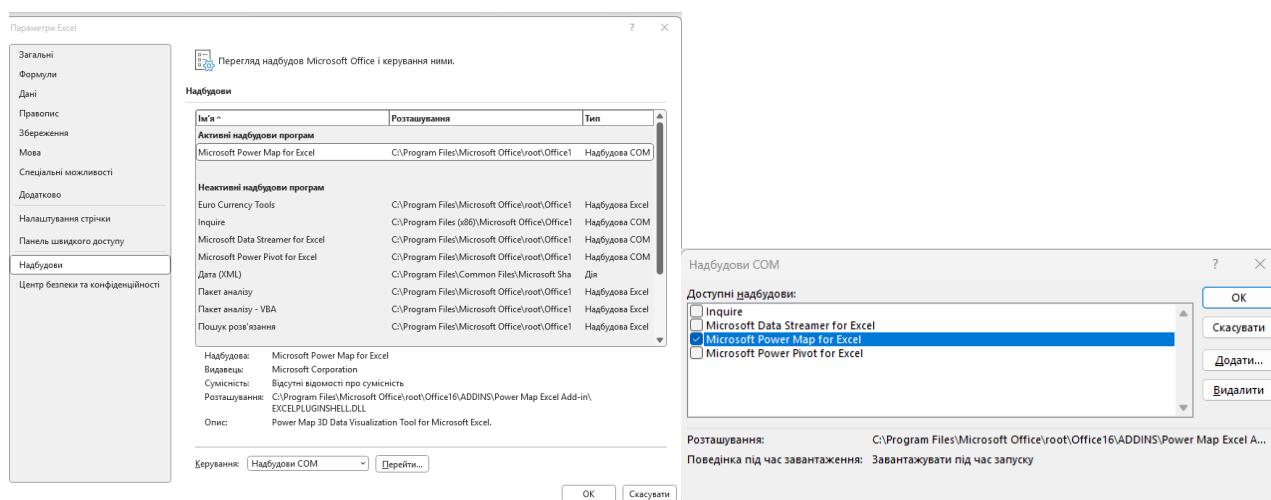 Параметри Excel
?
Загальні
Формули
Дані
Правопис
Збереження
Мова
Спеціальні можливості
Додатково
Налаштування стрічки
Панель швидкого доступу
Надбудови
Центр безпеки та конфіденційності
Перегляд надбудов Microsoft Office і керування ними.
Надбудови
Ім'я Розташування Тип
Активні надбудови програм
Microsoft Power Map for Excel C:\Program Files\Microsoft Office\root\Office1 Надбудова COM
Неактивні надбудови програм
Euro Currency Tools C:\Program Files\Microsoft Office\root\Office1 Надбудова Excel
Inquire C:\Program Files (x86)\Microsoft Office\Office1 Надбудова COM
Microsoft Data Streamer for Excel C:\Program Files\Microsoft Office\root\Office1 Надбудова COM
Microsoft Power Pivot for Excel C:\Program Files\Microsoft Office\root\Office1 Надбудова COM
Дата (XML) C:\Program Files\Common Files\Microsoft Sha Дія
Пакет аналізу C:\Program Files\Microsoft Office\root\Office1 Надбудова Excel
Пакет аналізу - VBA C:\Program Files\Microsoft Office\root\Office1 Надбудова Excel
Пошук розв'язання C:\Program Files\Microsoft Office\root\Office1 Надбудова Excel
Надбудова: Microsoft Power Map for Excel
Видавець: Microsoft Corporation
Сумісність: Відсутні відомості про сумісність
Розташування: C:\Program Files\Microsoft Office\root\Office16\ADDINS\Power Map Excel Add-in\
EXCELPLUGINSHELL.DLL
Опис: Power Map 3D Data Visualization Tool for Microsoft Excel.
Керування: Надбудови COM Перейти...
ОК Скасувати
Надбудови COM
?
Доступні надбудови:
Inquire
Microsoft Data Streamer for Excel
Microsoft Power Map for Excel
Microsoft Power Pivot for Excel
ОК
Скасувати
Додати...
Видалити
Розташування: C:\Program Files\Microsoft Office\root\Office16\ADDINS\Power Map Excel A...
Поведінка під час завантаження: Завантажувати під час запуску